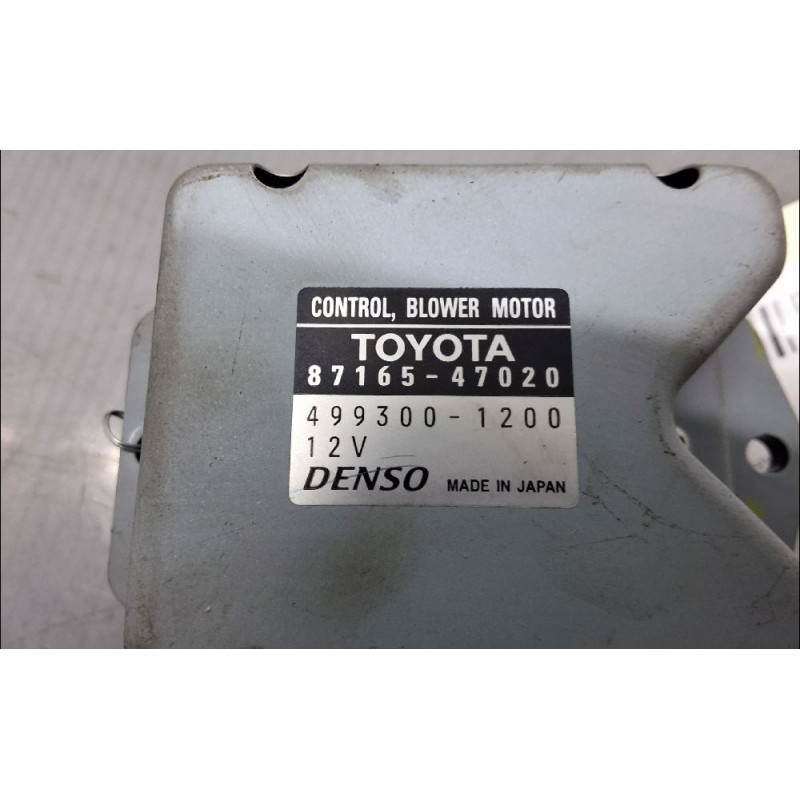 CONTROL, BLOWER MOTOR
TOYOTA
87165-47020
499300-1200
12V
DENSO MADE IN JAPAN